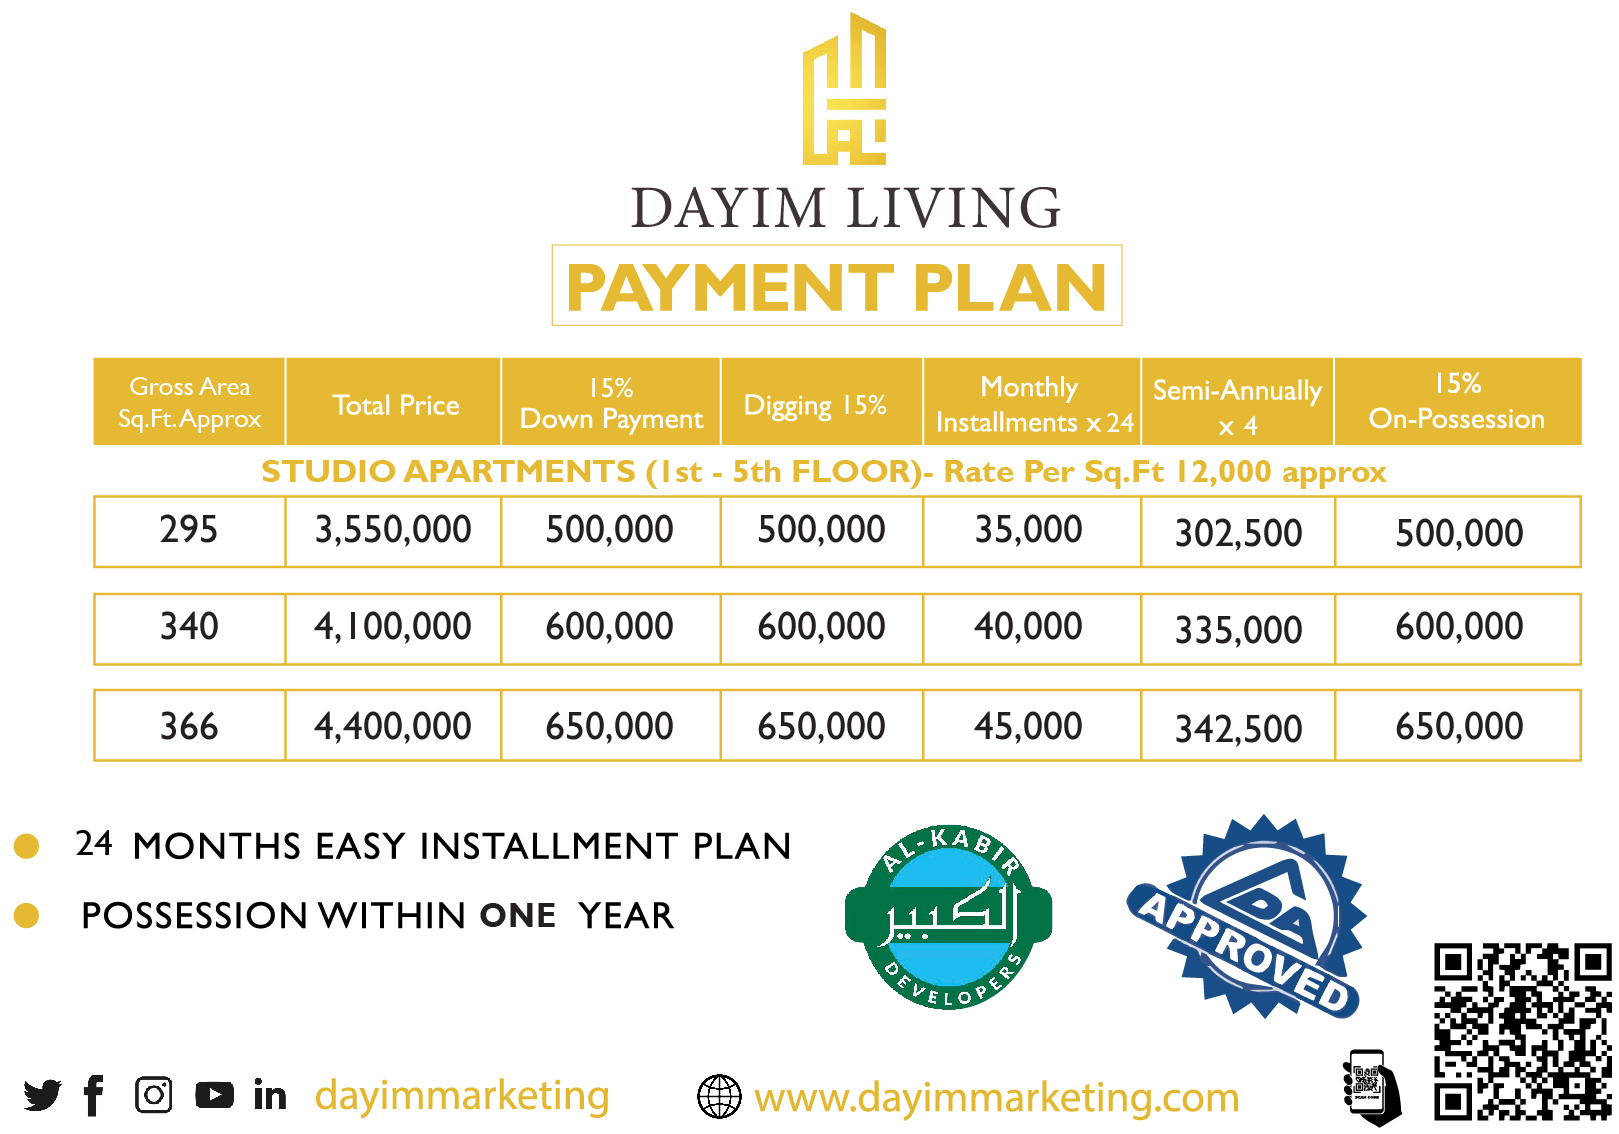 DAYIM LIVING
PAYMENT PLAN
Gross Area Sq.Ft. Approx
Total Price
15% Down Payment
Digging 15%
Monthly Installments x 24
Semi-Annually x 4
15% On-Possession
STUDIO APARTMENTS (1st - 5th FLOOR)- Rate Per Sq.Ft 12,000 approx
295 3,550,000 500,000 500,000 35,000 302,500 500,000
340 4,100,000 600,000 600,000 40,000 335,000 600,000
366 4,400,000 650,000 650,000 45,000 342,500 650,000
24 MONTHS EASY INSTALLMENT PLAN
POSSESSION WITHIN ONE YEAR
AL-KABIR
الكبير
DEVELOPERS
LDA
APPROVED
SCAN CODE
dayimmarketing
www.dayimmarketing.com